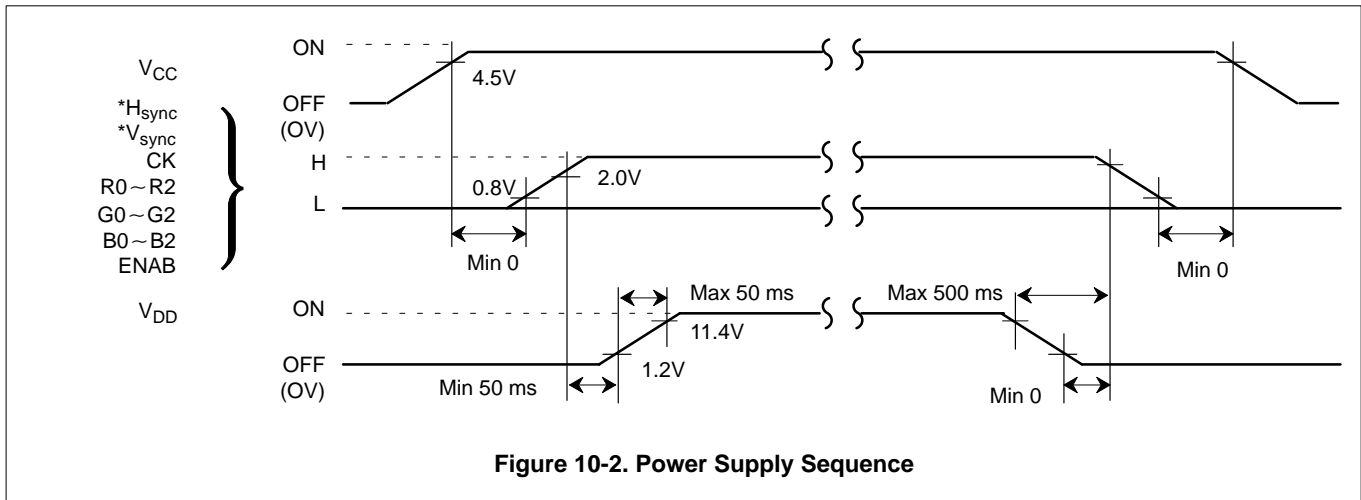 ON
V_CC
4.5V
*H_sync
OFF
(OV)
*V_sync
CK
H
R0~R2
0.8V
2.0V
G0~G2
L
B0~B2
ENAB
Min 0
Min 0
V_DD
ON
Max 50 ms
Max 500 ms
11.4V
OFF
(OV)
1.2V
Min 50 ms
Min 0
Figure 10-2. Power Supply Sequence